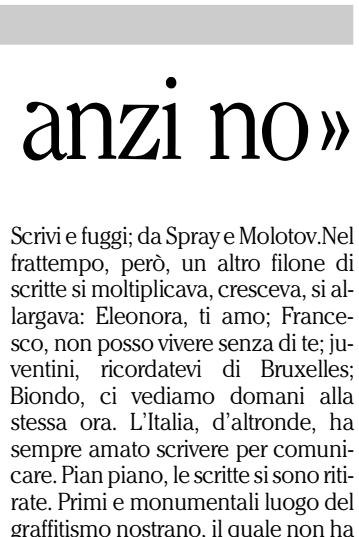 anzi no»
Scrivi e fuggi; da Spray e Molotov.Nel
frattempo, però, un altro filone di
scritte si moltiplicava, cresceva, si al-
largava: Eleonora, ti amo; France-
sco, non posso vivere senza di te; ju-
ventini, ricordatevi di Bruxelles;
Biondo, ci vediamo domani alla
stessa ora. L'Italia, d'altronde, ha
sempre amato scrivere per comuni-
care. Pian piano, le scritte si sono riti-
rate. Primi e monumentali luogo del
graffitismo nostrano, il quale non ha